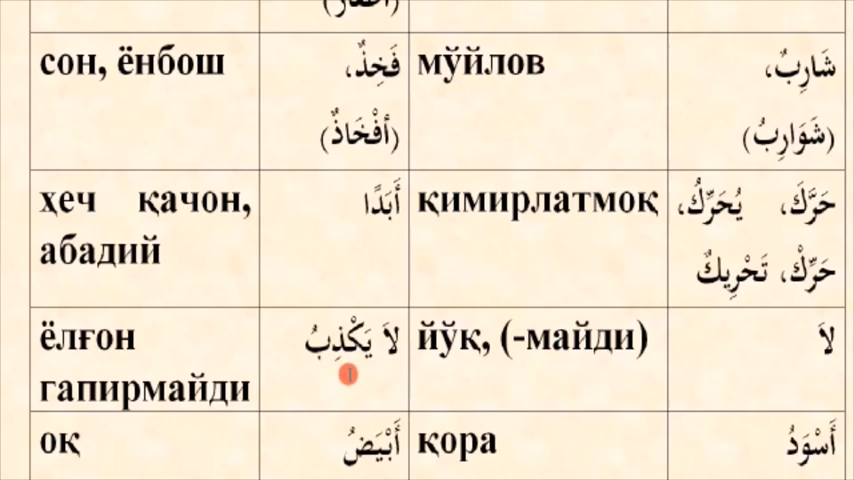 сон, ёнбош فَخِذٌ، мўйлов شَارِبٌ،
(أَفْخَاذٌ) (شَوَارِبُ)
ҳеч қачон, أَبَدًا қимирлатмоқ حَرَّكَ، يُحَرِّكُ،
абадий حَرِّكْ، تَحْرِيكٌ
ёлғон لاَ يَكْذِبُ йўқ, (-майди) لاَ
гапирмайди
оқ أَبْيَضُ қора أَسْوَدُ